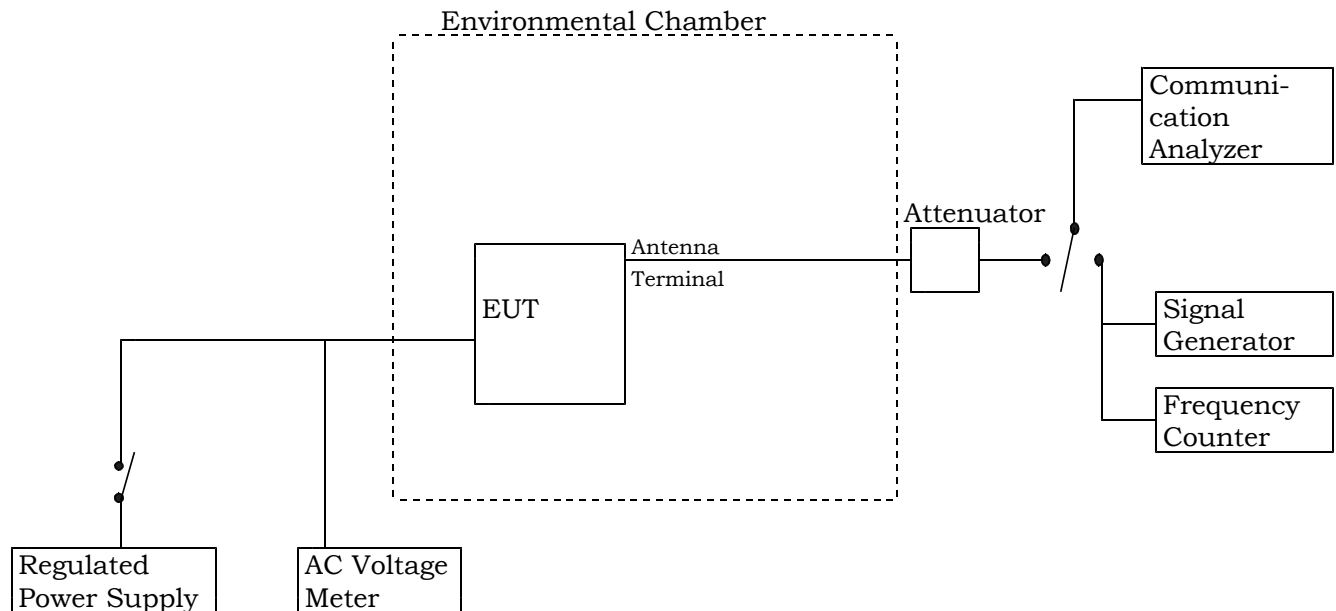 Environmental Chamber
Communi-
cation
Analyzer
Attenuator
Antenna
Terminal
EUT
Signal
Generator
Frequency
Counter
Regulated
Power Supply
AC Voltage
Meter